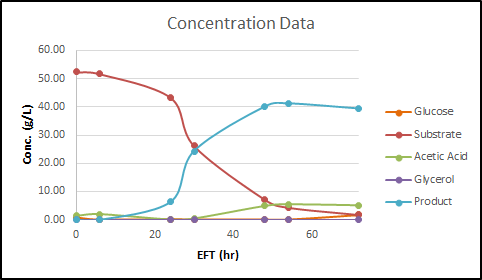 Concentration Data
60.00
50.00
40.00
30.00
20.00
10.00
0.00
Conc. (g/L)
0
20
40
60
EFT (hr)
Glucose
Substrate
Acetic Acid
Glycerol
Product